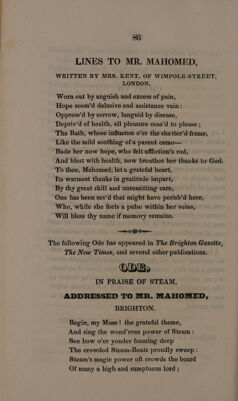 86
LINES TO MR. MAHOMED,
WRITTEN BY MRS. KENT, OF WIMPOLE-STREET,
LONDON.
Worn out by anguish and excess of pain,
Hope seem'd delusive and assistance vain:
Oppress'd by sorrow, languid by disease,
Depriv'd of health, all pleasure ceas'd to please;
The Bath, whose influence o'er the shatter'd frame,
Like the mild soothing of a parent came—
Bade her now hope, who felt affliction's rod,
And blest with health, now breathes her thanks to God.
To thee, Mahomed, let a grateful heart,
Its warmest thanks in gratitude impart,
By thy great skill and unremitting care,
One has been sav'd that might have perish'd here,
Who, while she feels a pulse within her veins,
Will bless thy name if memory remains.
The following Ode has appeared in The Brighton Gazette,
The New Times, and several other publications.
ODE,
IN PRAISE OF STEAM,
ADDRESSED TO MR. MAHOMED,
BRIGHTON.
Begin, my Muse! the grateful theme,
And sing the wond'rous power of Steam:
See how o'er yonder foaming deep
The crowded Steam-Boats proudly sweep;
Steam's magic power oft crowds the board
Of many a high and sumptuous lord;